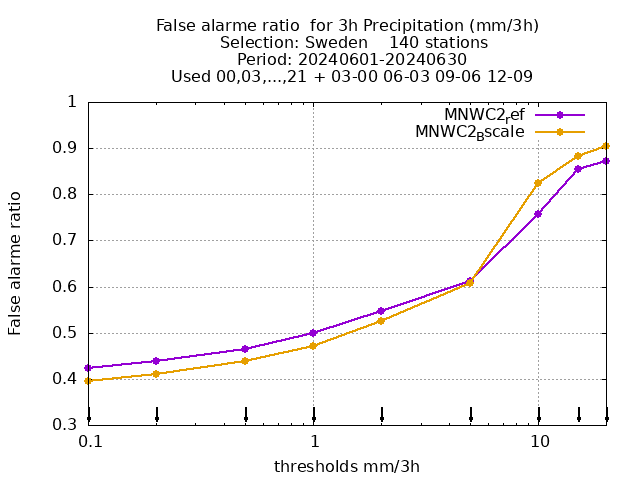 False alarme ratio  for 3h Precipitation (mm/3h)
Selection: Sweden    140 stations
Period: 20240601-20240630
Used 00,03,...,21 + 03-00 06-03 09-06 12-09
MNWC2ref
MNWC2Bscale
1
0.9
0.8
0.7
0.6
0.5
0.4
0.3
False alarme ratio
0.1 1 10
thresholds mm/3h